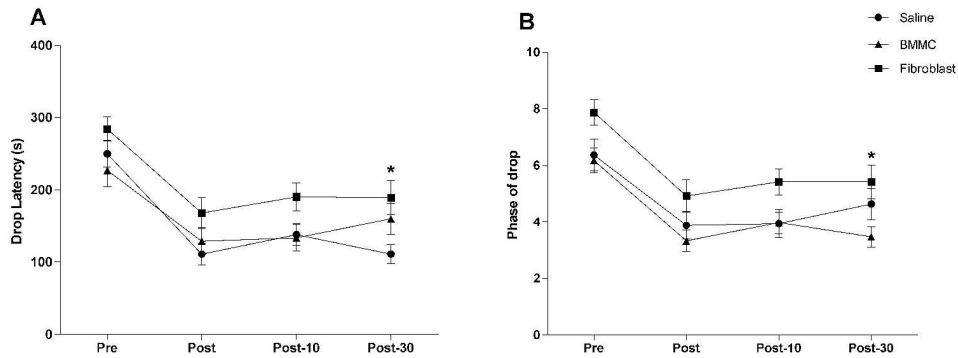 A
Drop Latency (s)
400
300
200
100
0
*
Pre Post Post-10 Post-30
B
Phase of drop
10
8
6
4
2
0
*
Pre Post Post-10 Post-30
Saline
BMMC
Fibroblast